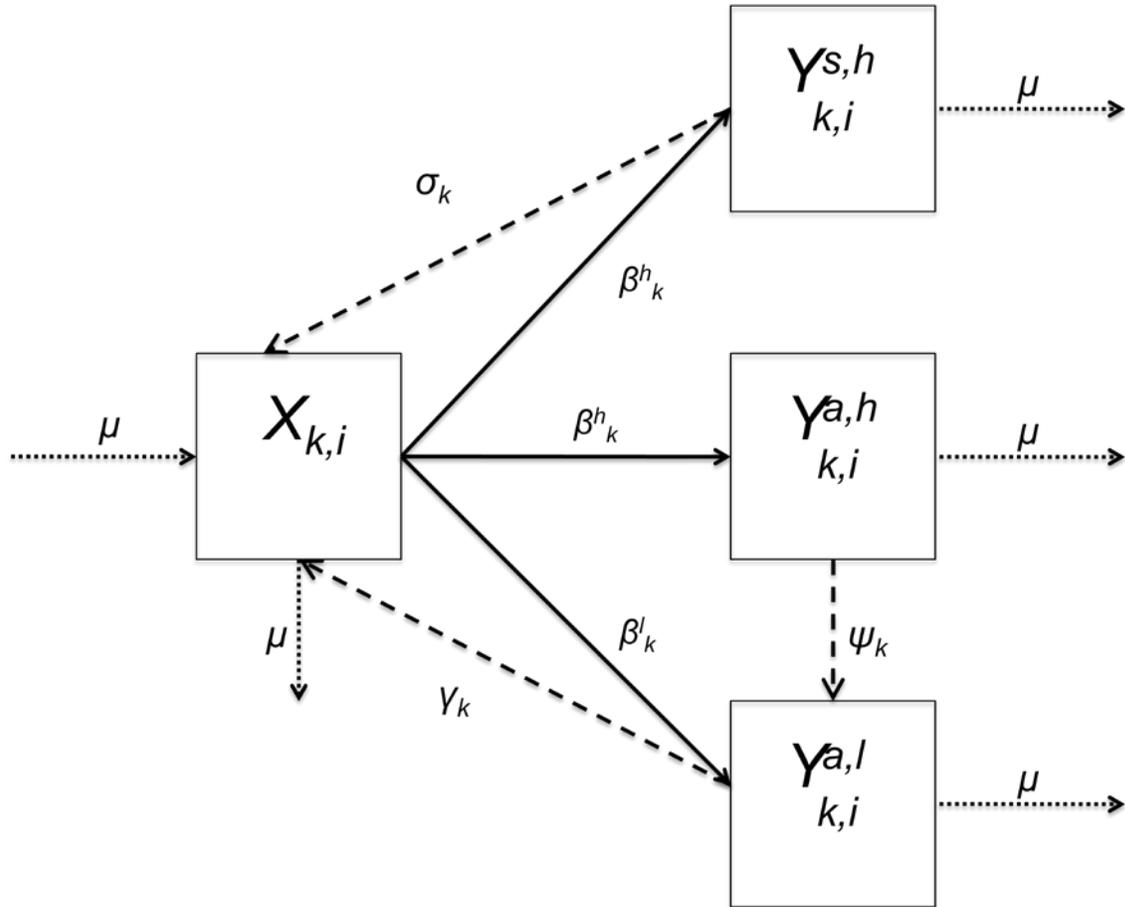 Y^{s,h}_{k,i}
μ
σ_k
β^h_k
X_{k,i}
μ
β^h_k
Y^{a,h}_{k,i}
μ
μ
β^l_k
ψ_k
γ_k
Y^{a,l}_{k,i}
μ